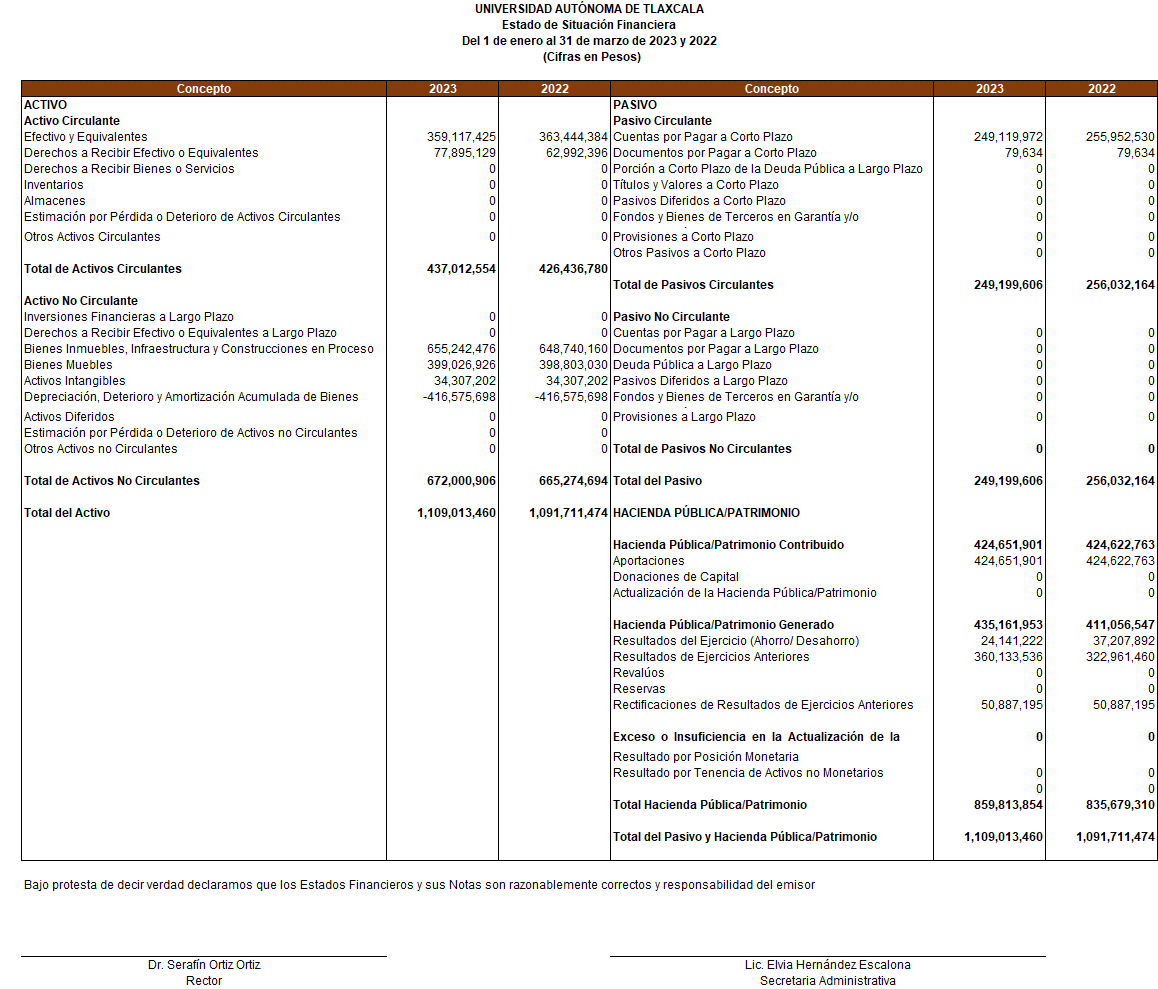 UNIVERSIDAD AUTÓNOMA DE TLAXCALA
Estado de Situación Financiera
Del 1 de enero al 31 de marzo de 2023 y 2022
(Cifras en Pesos)
Concepto 2023 2022 Concepto 2023 2022
ACTIVO PASIVO
Activo Circulante Pasivo Circulante
Efectivo y Equivalentes 359,117,425 363,444,384 Cuentas por Pagar a Corto Plazo 249,119,972 255,952,530
Derechos a Recibir Efectivo o Equivalentes 77,895,129 62,992,396 Documentos por Pagar a Corto Plazo 79,634 79,634
Derechos a Recibir Bienes o Servicios 0 0 Porción a Corto Plazo de la Deuda Pública a Largo Plazo 0 0
Inventarios 0 0 Títulos y Valores a Corto Plazo 0 0
Almacenes 0 0 Pasivos Diferidos a Corto Plazo 0 0
Estimación por Pérdida o Deterioro de Activos Circulantes 0 0 Fondos y Bienes de Terceros en Garantía y/o 0 0
Otros Activos Circulantes 0 0 Provisiones a Corto Plazo 0 0
Otros Pasivos a Corto Plazo 0 0
Total de Activos Circulantes 437,012,554 426,436,780
Total de Pasivos Circulantes 249,199,606 256,032,164
Activo No Circulante
Inversiones Financieras a Largo Plazo 0 0 Pasivo No Circulante
Derechos a Recibir Efectivo o Equivalentes a Largo Plazo 0 0 Cuentas por Pagar a Largo Plazo 0 0
Bienes Inmuebles, Infraestructura y Construcciones en Proceso 655,242,476 648,740,160 Documentos por Pagar a Largo Plazo 0 0
Bienes Muebles 399,026,926 398,803,030 Deuda Pública a Largo Plazo 0 0
Activos Intangibles 34,307,202 34,307,202 Pasivos Diferidos a Largo Plazo 0 0
Depreciación, Deterioro y Amortización Acumulada de Bienes -416,575,698 -416,575,698 Fondos y Bienes de Terceros en Garantía y/o 0 0
Activos Diferidos 0 0 Provisiones a Largo Plazo 0 0
Estimación por Pérdida o Deterioro de Activos no Circulantes 0 0
Otros Activos no Circulantes 0 0 Total de Pasivos No Circulantes 0 0
Total de Activos No Circulantes 672,000,906 665,274,694 Total del Pasivo 249,199,606 256,032,164
Total del Activo 1,109,013,460 1,091,711,474 HACIENDA PÚBLICA/PATRIMONIO
Hacienda Pública/Patrimonio Contribuido 424,651,901 424,622,763
Aportaciones 424,651,901 424,622,763
Donaciones de Capital 0 0
Actualización de la Hacienda Pública/Patrimonio 0 0
Hacienda Pública/Patrimonio Generado 435,161,953 411,056,547
Resultados del Ejercicio (Ahorro/ Desahorro) 24,141,222 37,207,892
Resultados de Ejercicios Anteriores 360,133,536 322,961,460
Revalúos 0 0
Reservas 0 0
Rectificaciones de Resultados de Ejercicios Anteriores 50,887,195 50,887,195
Exceso o Insuficiencia en la Actualización de la 0 0
Resultado por Posición Monetaria
Resultado por Tenencia de Activos no Monetarios 0 0
0 0
Total Hacienda Pública/Patrimonio 859,813,854 835,679,310
Total del Pasivo y Hacienda Pública/Patrimonio 1,109,013,460 1,091,711,474
Bajo protesta de decir verdad declaramos que los Estados Financieros y sus Notas son razonablemente correctos y responsabilidad del emisor
Dr. Serafín Ortiz Ortiz Lic. Elvia Hernández Escalona
Rector Secretaria Administrativa